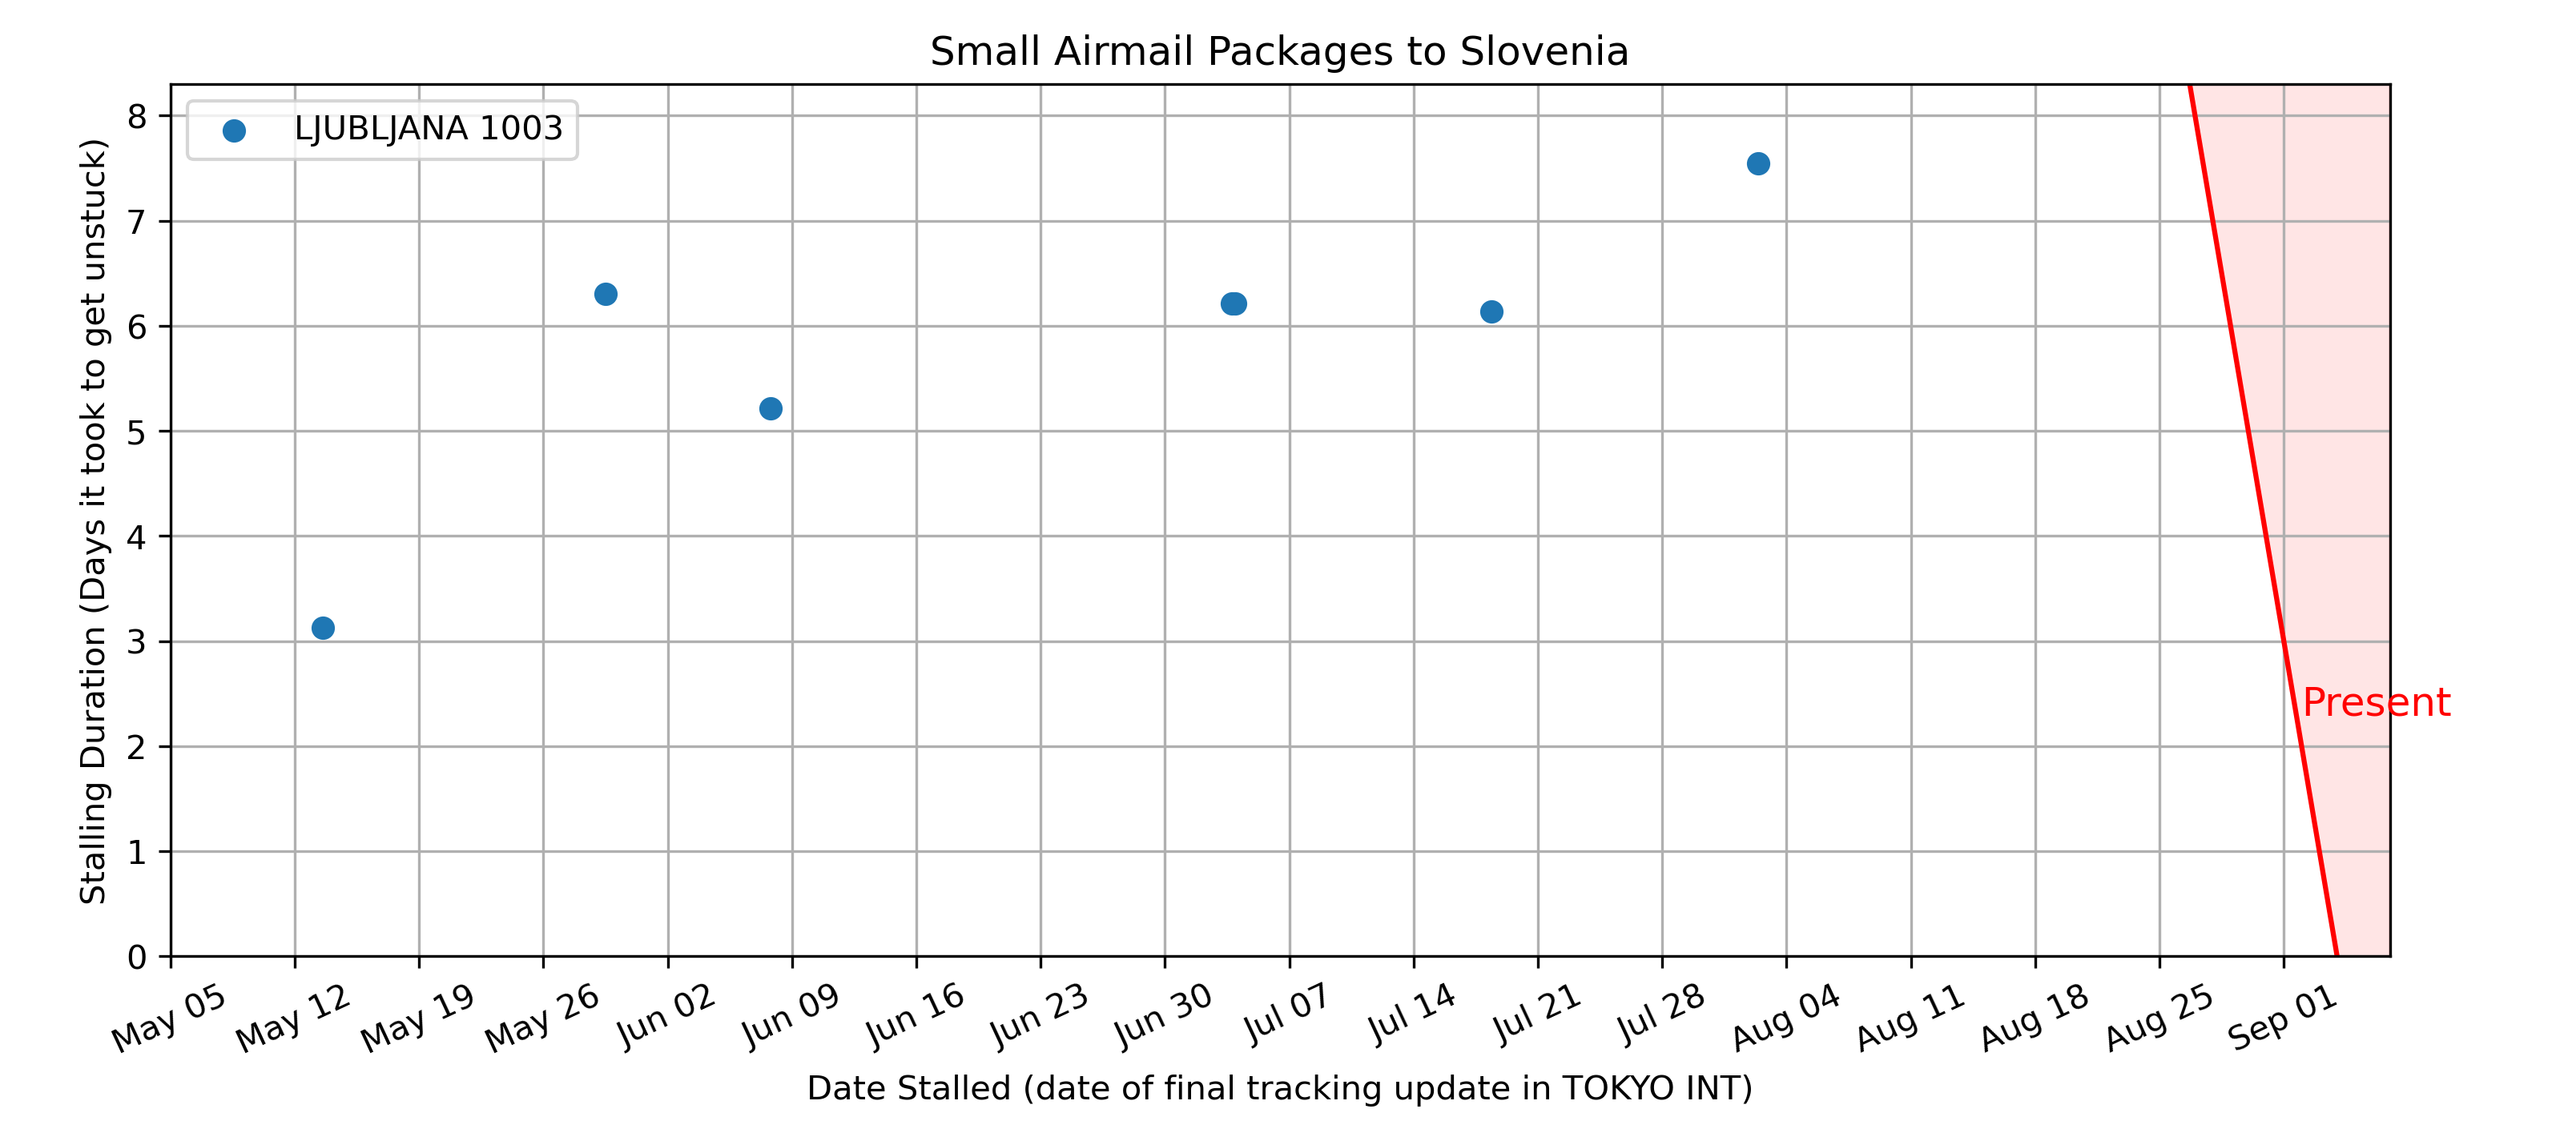 Small Airmail Packages to Slovenia
LJUBLJANA 1003
Stalling Duration (Days it took to get unstuck)
8
7
6
5
4
3
2
1
0
Present
May 05
May 12
May 19
May 26
Jun 02
Jun 09
Jun 16
Jun 23
Jun 30
Jul 07
Jul 14
Jul 21
Jul 28
Aug 04
Aug 11
Aug 18
Aug 25
Sep 01
Date Stalled (date of final tracking update in TOKYO INT)